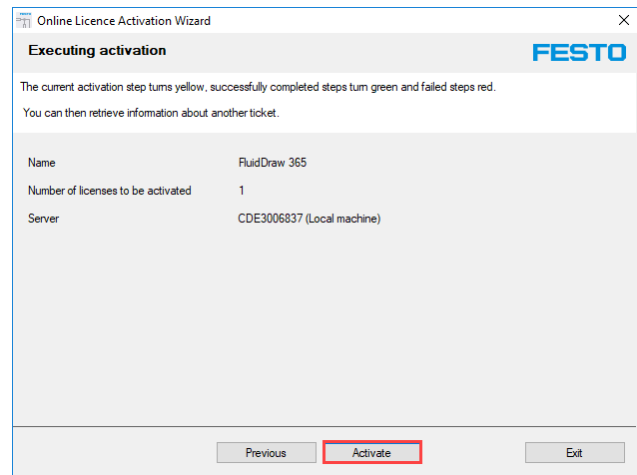 Online Licence Activation Wizard
Executing activation
FESTO
The current activation step turns yellow, successfully completed steps turn green and failed steps red.
You can then retrieve information about another ticket.
Name FluidDraw 365
Number of licenses to be activated 1
Server CDE3006837 (Local machine)
Previous Activate Exit